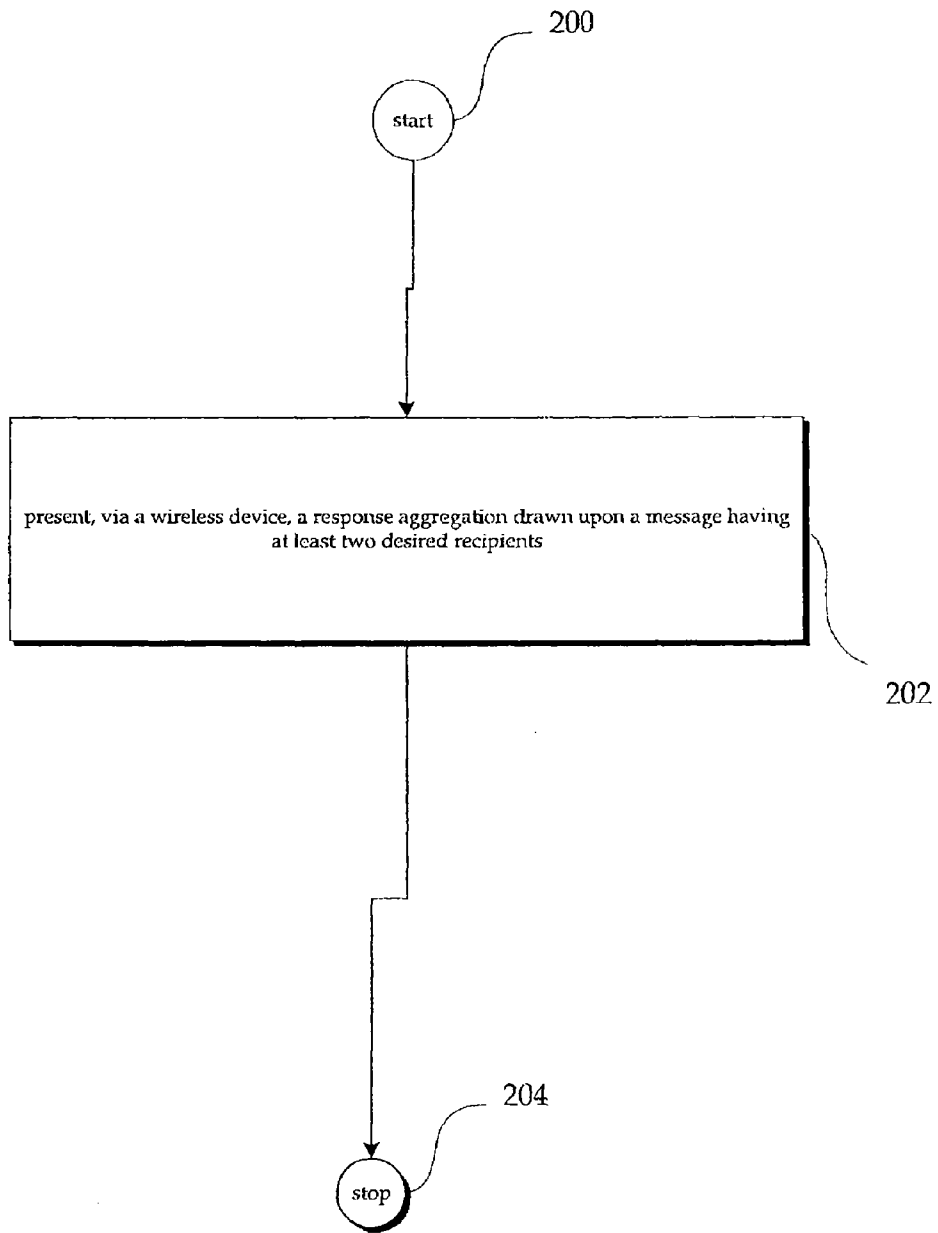 200
start
present, via a wireless device, a response aggregation drawn upon a message having
at least two desired recipients
202
204
stop